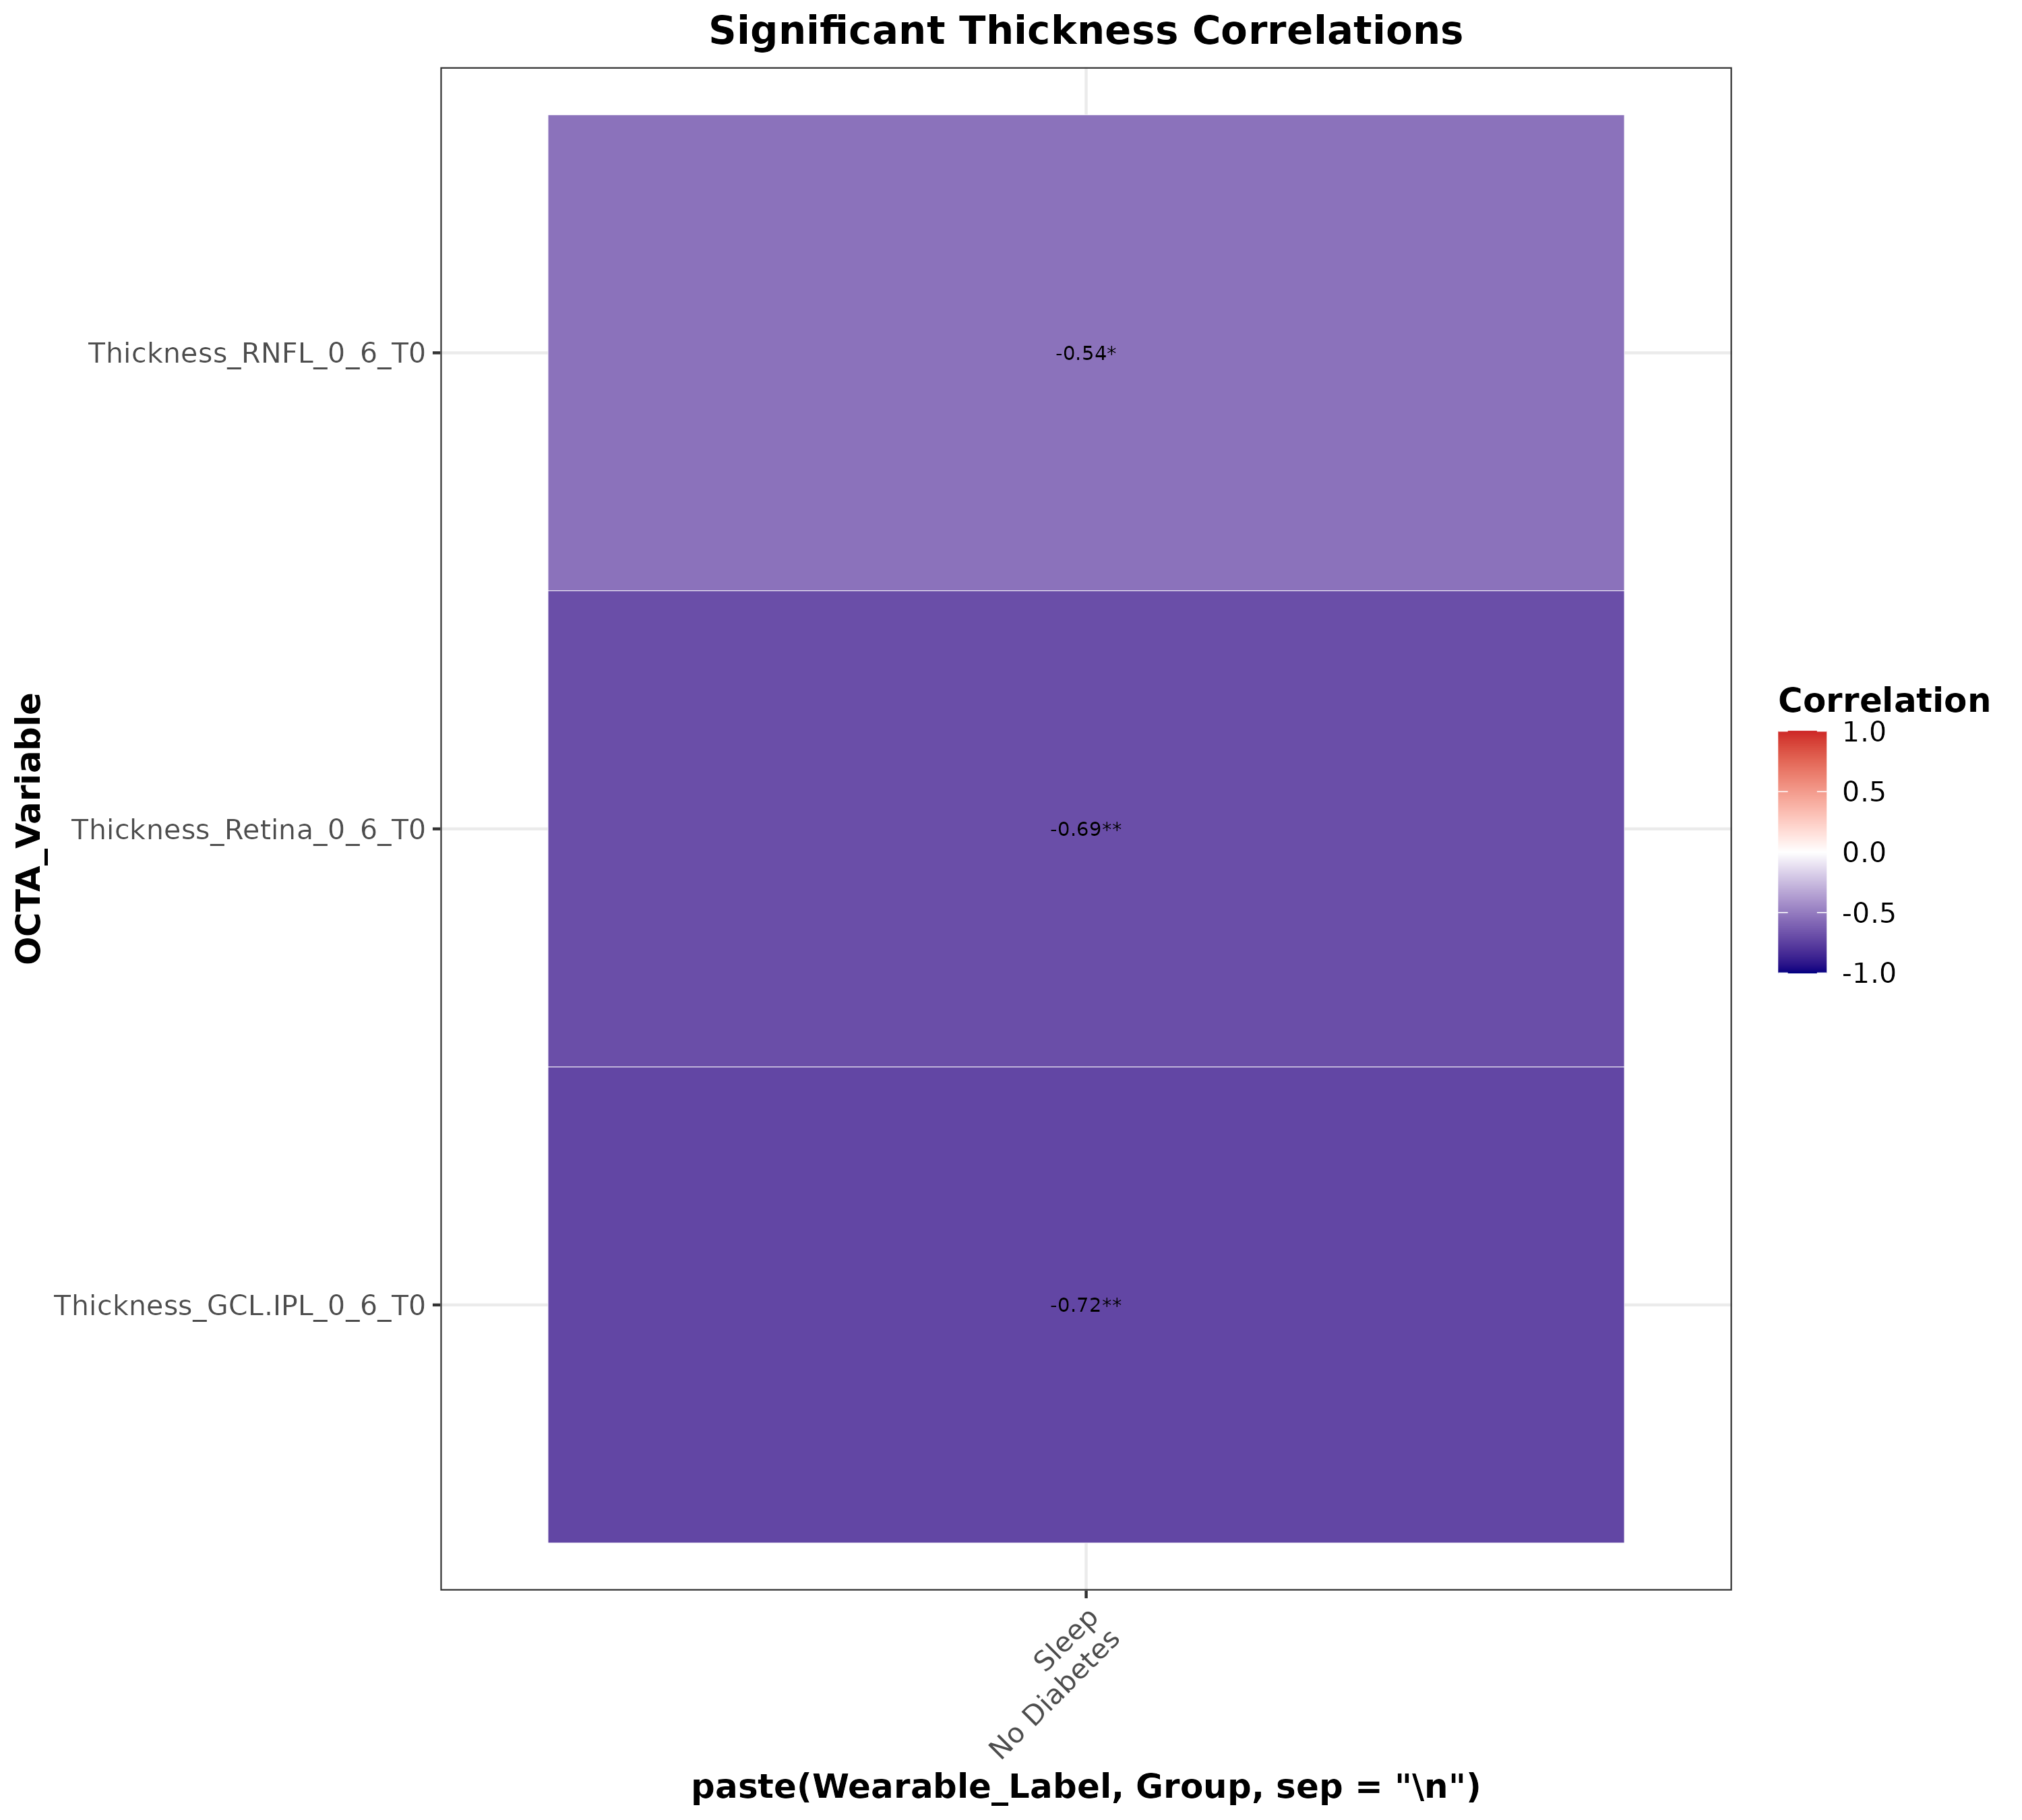 Significant Thickness Correlations
OCTA_Variable
Thickness_RNFL_0_6_T0
-0.54*
Thickness_Retina_0_6_T0
-0.69**
Thickness_GCL.IPL_0_6_T0
-0.72**
Sleep
No Diabetes
paste(Wearable_Label, Group, sep = "\n")
Correlation
1.0
0.5
0.0
-0.5
-1.0